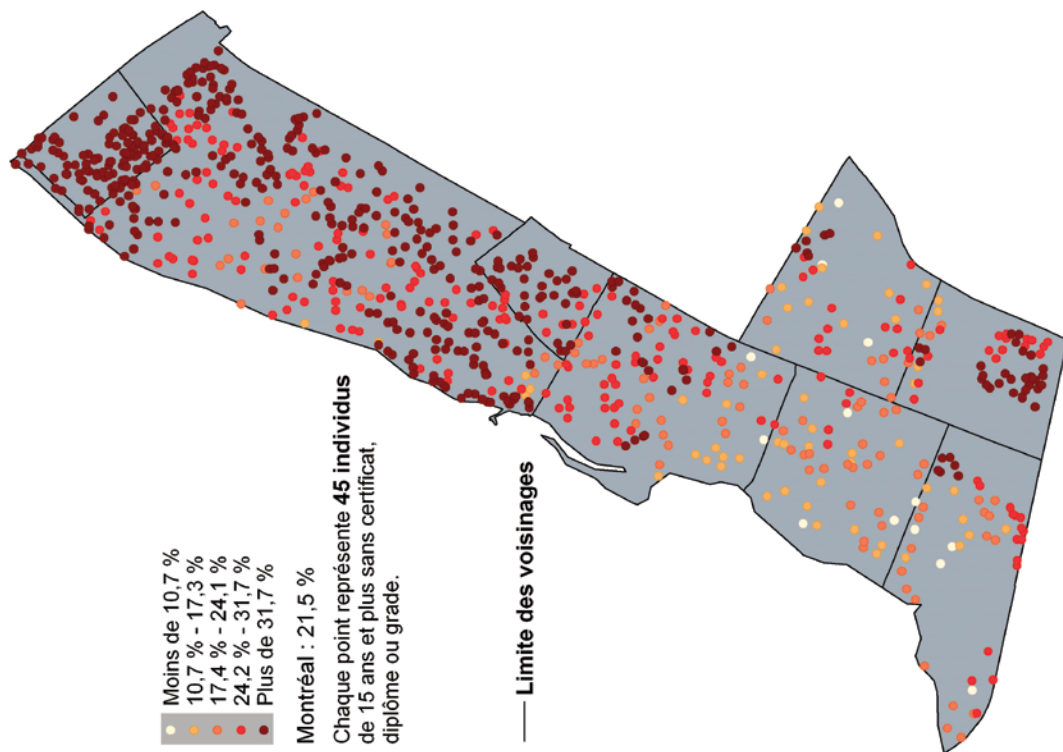 Moins de 10,7 %
10,7 % - 17,3 %
17,4 % - 24,1 %
24,2 % - 31,7 %
Plus de 31,7 %
Montréal : 21,5 %
Chaque point représente 45 individus
de 15 ans et plus sans certificat,
diplôme ou grade.
Limite des voisinages